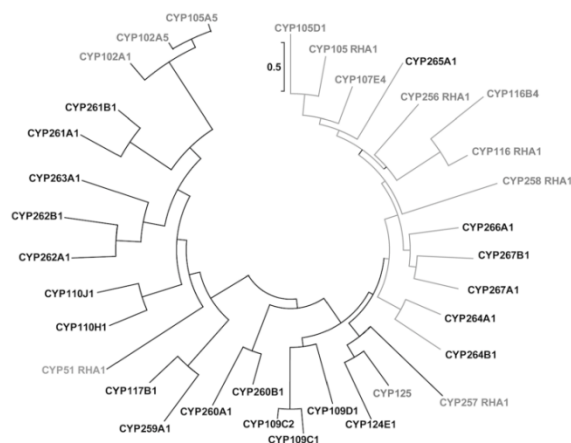 CYP105A5
CYP102A5
CYP102A1
CYP261B1
CYP261A1
CYP263A1
CYP262B1
CYP262A1
CYP110J1
CYP110H1
CYP51 RHA1
CYP117B1
CYP259A1
CYP260A1
CYP260B1
CYP109C2
CYP109C1
CYP109D1
CYP124E1
CYP125
CYP257 RHA1
CYP264B1
CYP264A1
CYP267A1
CYP267B1
CYP266A1
CYP258 RHA1
CYP116 RHA1
CYP116B4
CYP256 RHA1
CYP265A1
CYP107E4
CYP105 RHA1
CYP105D1
0.5